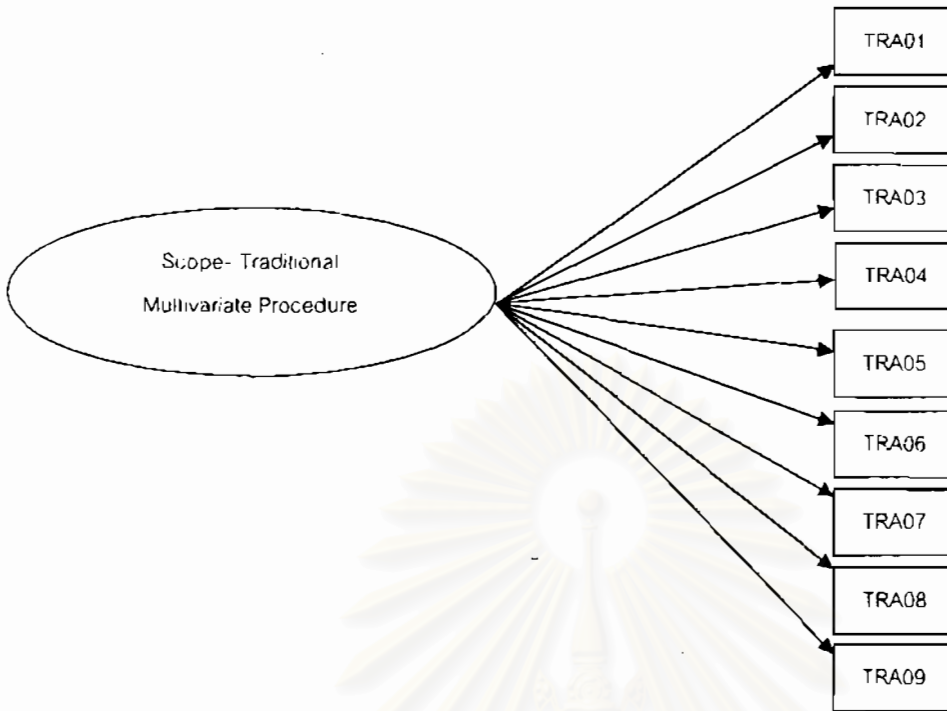 Scope- Traditional
Multivariate Procedure
TRA01
TRA02
TRA03
TRA04
TRA05
TRA06
TRA07
TRA08
TRA09